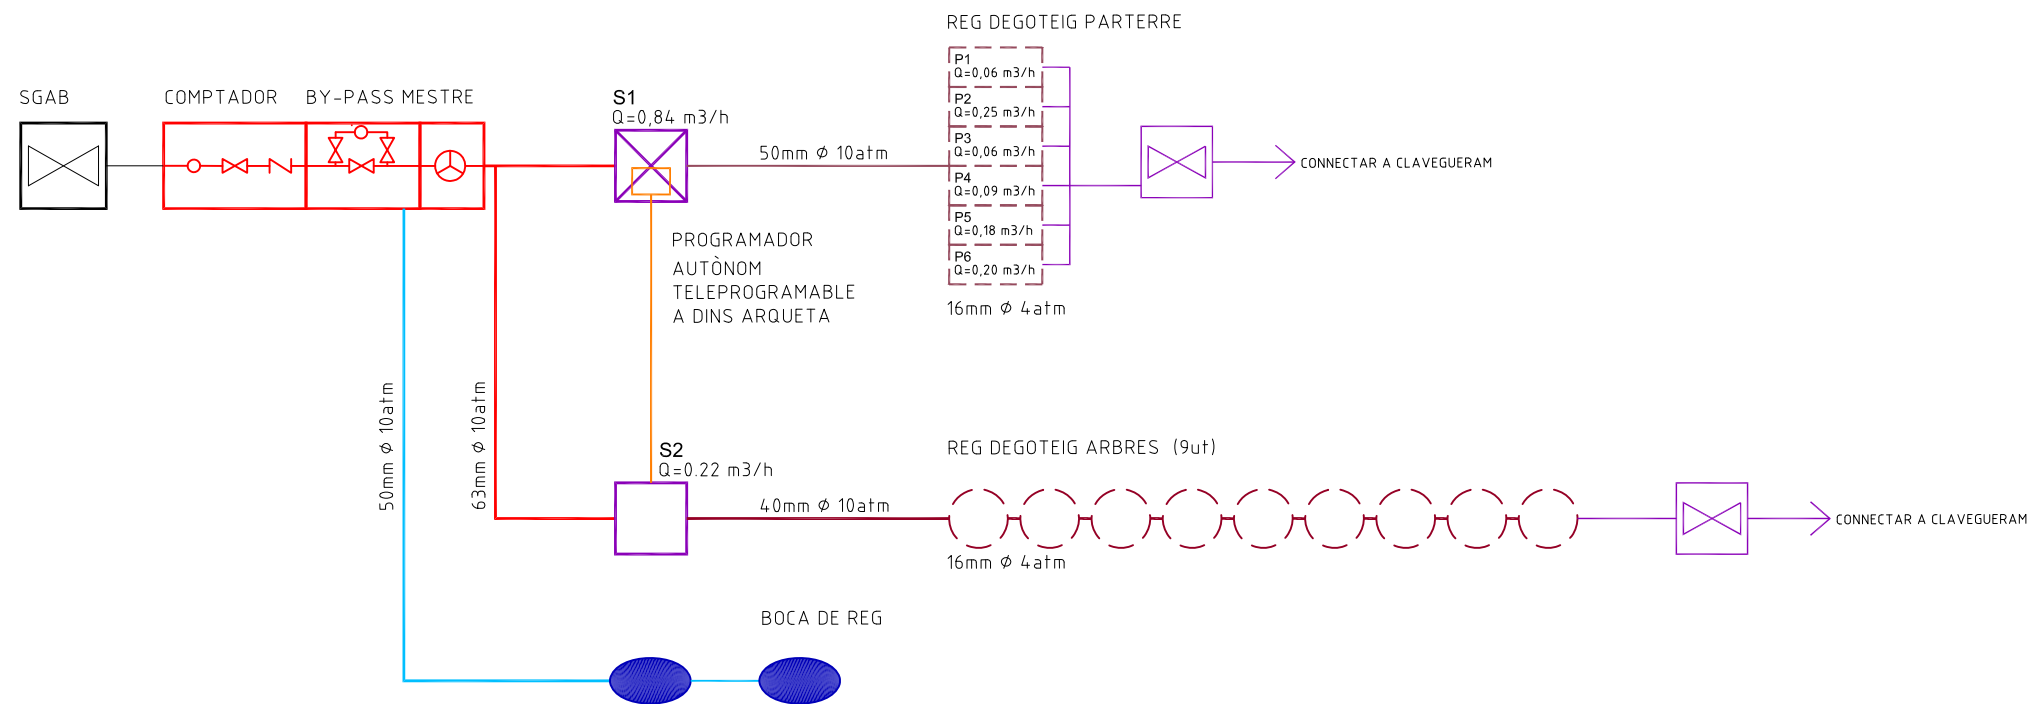 REG DEGOTEIG PARTERRE
SGAB
COMPTADOR
BY-PASS MESTRE
S1
Q=0,84 m3/h
50mm Ø 10atm
P1
Q=0,06 m3/h
P2
Q=0,25 m3/h
P3
Q=0,06 m3/h
P4
Q=0,09 m3/h
P5
Q=0,18 m3/h
P6
Q=0,20 m3/h
16mm Ø 4atm
CONNECTAR A CLAVEGUERAM
PROGRAMADOR
AUTÒNOM
TELEPROGRAMABLE
A DINS ARQUETA
50mm Ø 10atm
63mm Ø 10atm
S2
Q=0.22 m3/h
40mm Ø 10atm
REG DEGOTEIG ARBRES (9ut)
16mm Ø 4atm
CONNECTAR A CLAVEGUERAM
BOCA DE REG